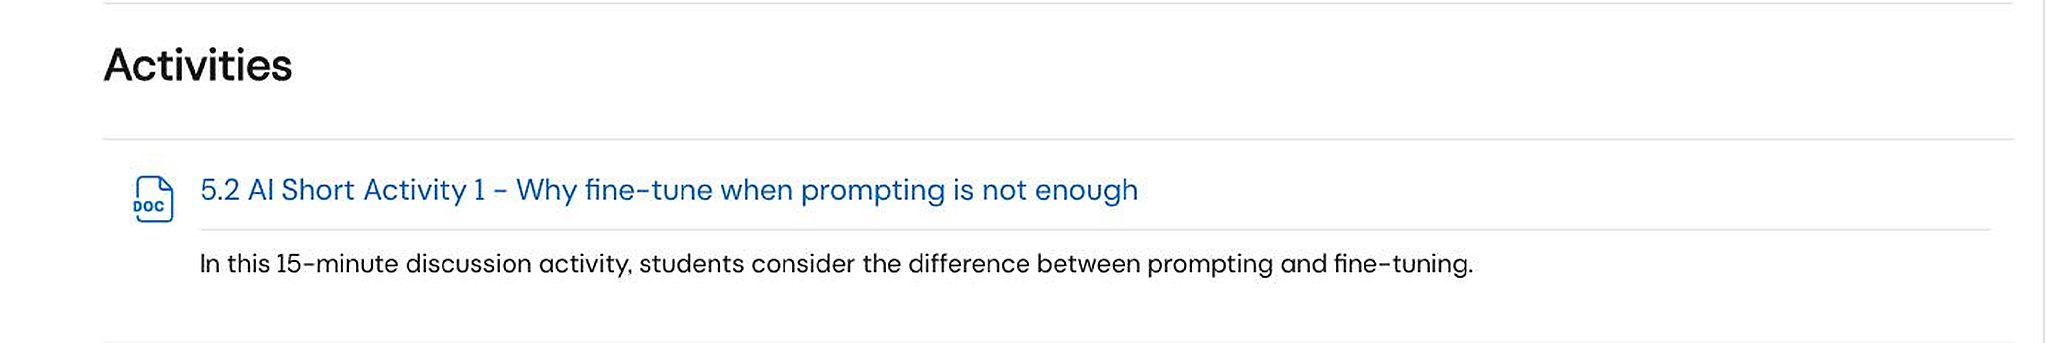 Activities
5.2 AI Short Activity 1 - Why fine-tune when prompting is not enough
DOC
In this 15-minute discussion activity, students consider the difference between prompting and fine-tuning.